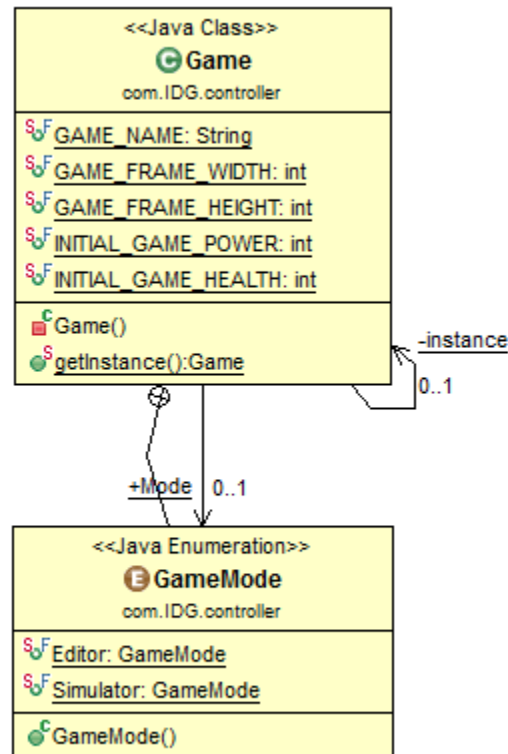 <<Java Class>>
Game
com.IDG.controller
GAME_NAME: String
GAME_FRAME_WIDTH: int
GAME_FRAME_HEIGHT: int
INITIAL_GAME_POWER: int
INITIAL_GAME_HEALTH: int
Game()
getInstance():Game
-instance
0..1
+Mode 0..1
<<Java Enumeration>>
GameMode
com.IDG.controller
Editor: GameMode
Simulator: GameMode
GameMode()